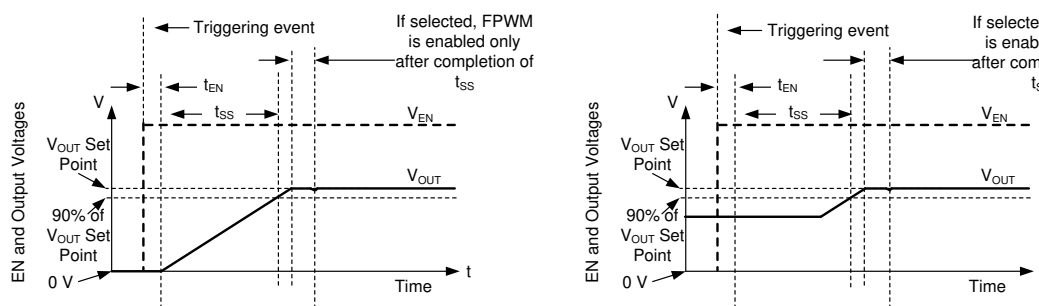 Triggering event
If selected, FPWM
is enabled only
after completion of
tSS
tEN
V
tSS
VEN
VOUT Set
Point
VOUT
90% of
VOUT Set
Point
0 V
t
Time
EN and Output Voltages
Triggering event
If selecte
is enab
after com
tS
tEN
V
tSS
VEN
VOUT Set
Point
VOUT
90% of
VOUT Set
Point
0 V
Time
EN and Output Voltages